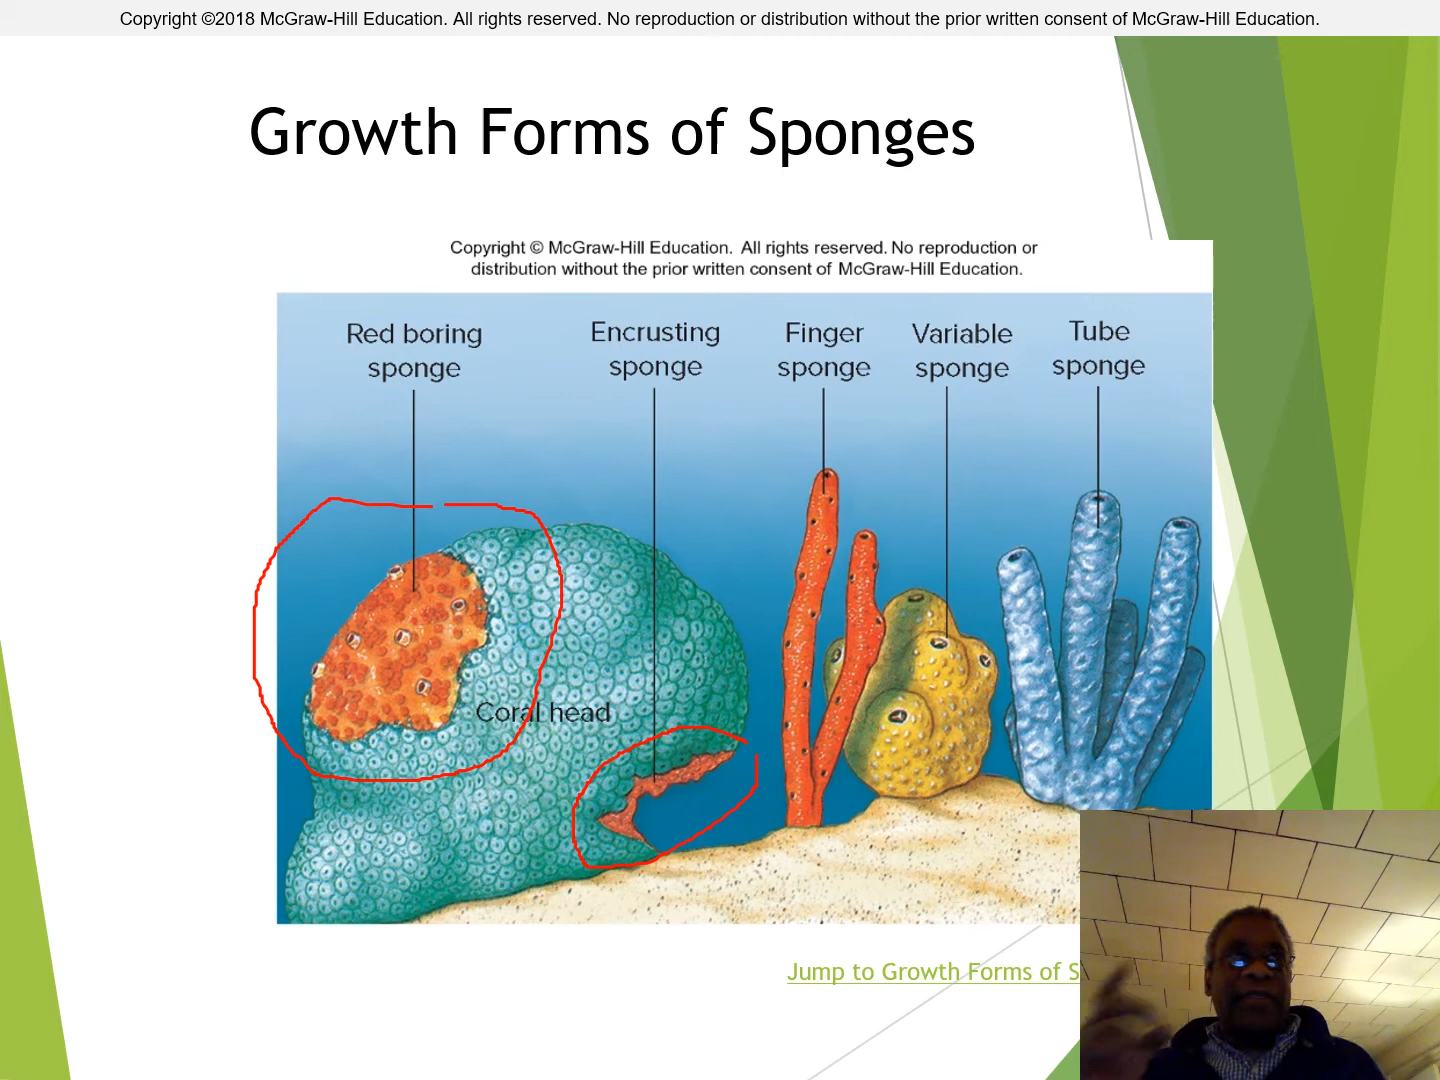 Copyright ©2018 McGraw-Hill Education. All rights reserved. No reproduction or distribution without the prior written consent of McGraw-Hill Education.
Growth Forms of Sponges
Copyright © McGraw-Hill Education. All rights reserved. No reproduction or
distribution without the prior written consent of McGraw-Hill Education.
Red boring
sponge
Encrusting
sponge
Finger
sponge
Variable
sponge
Tube
sponge
Coral head
Jump to Growth Forms of S